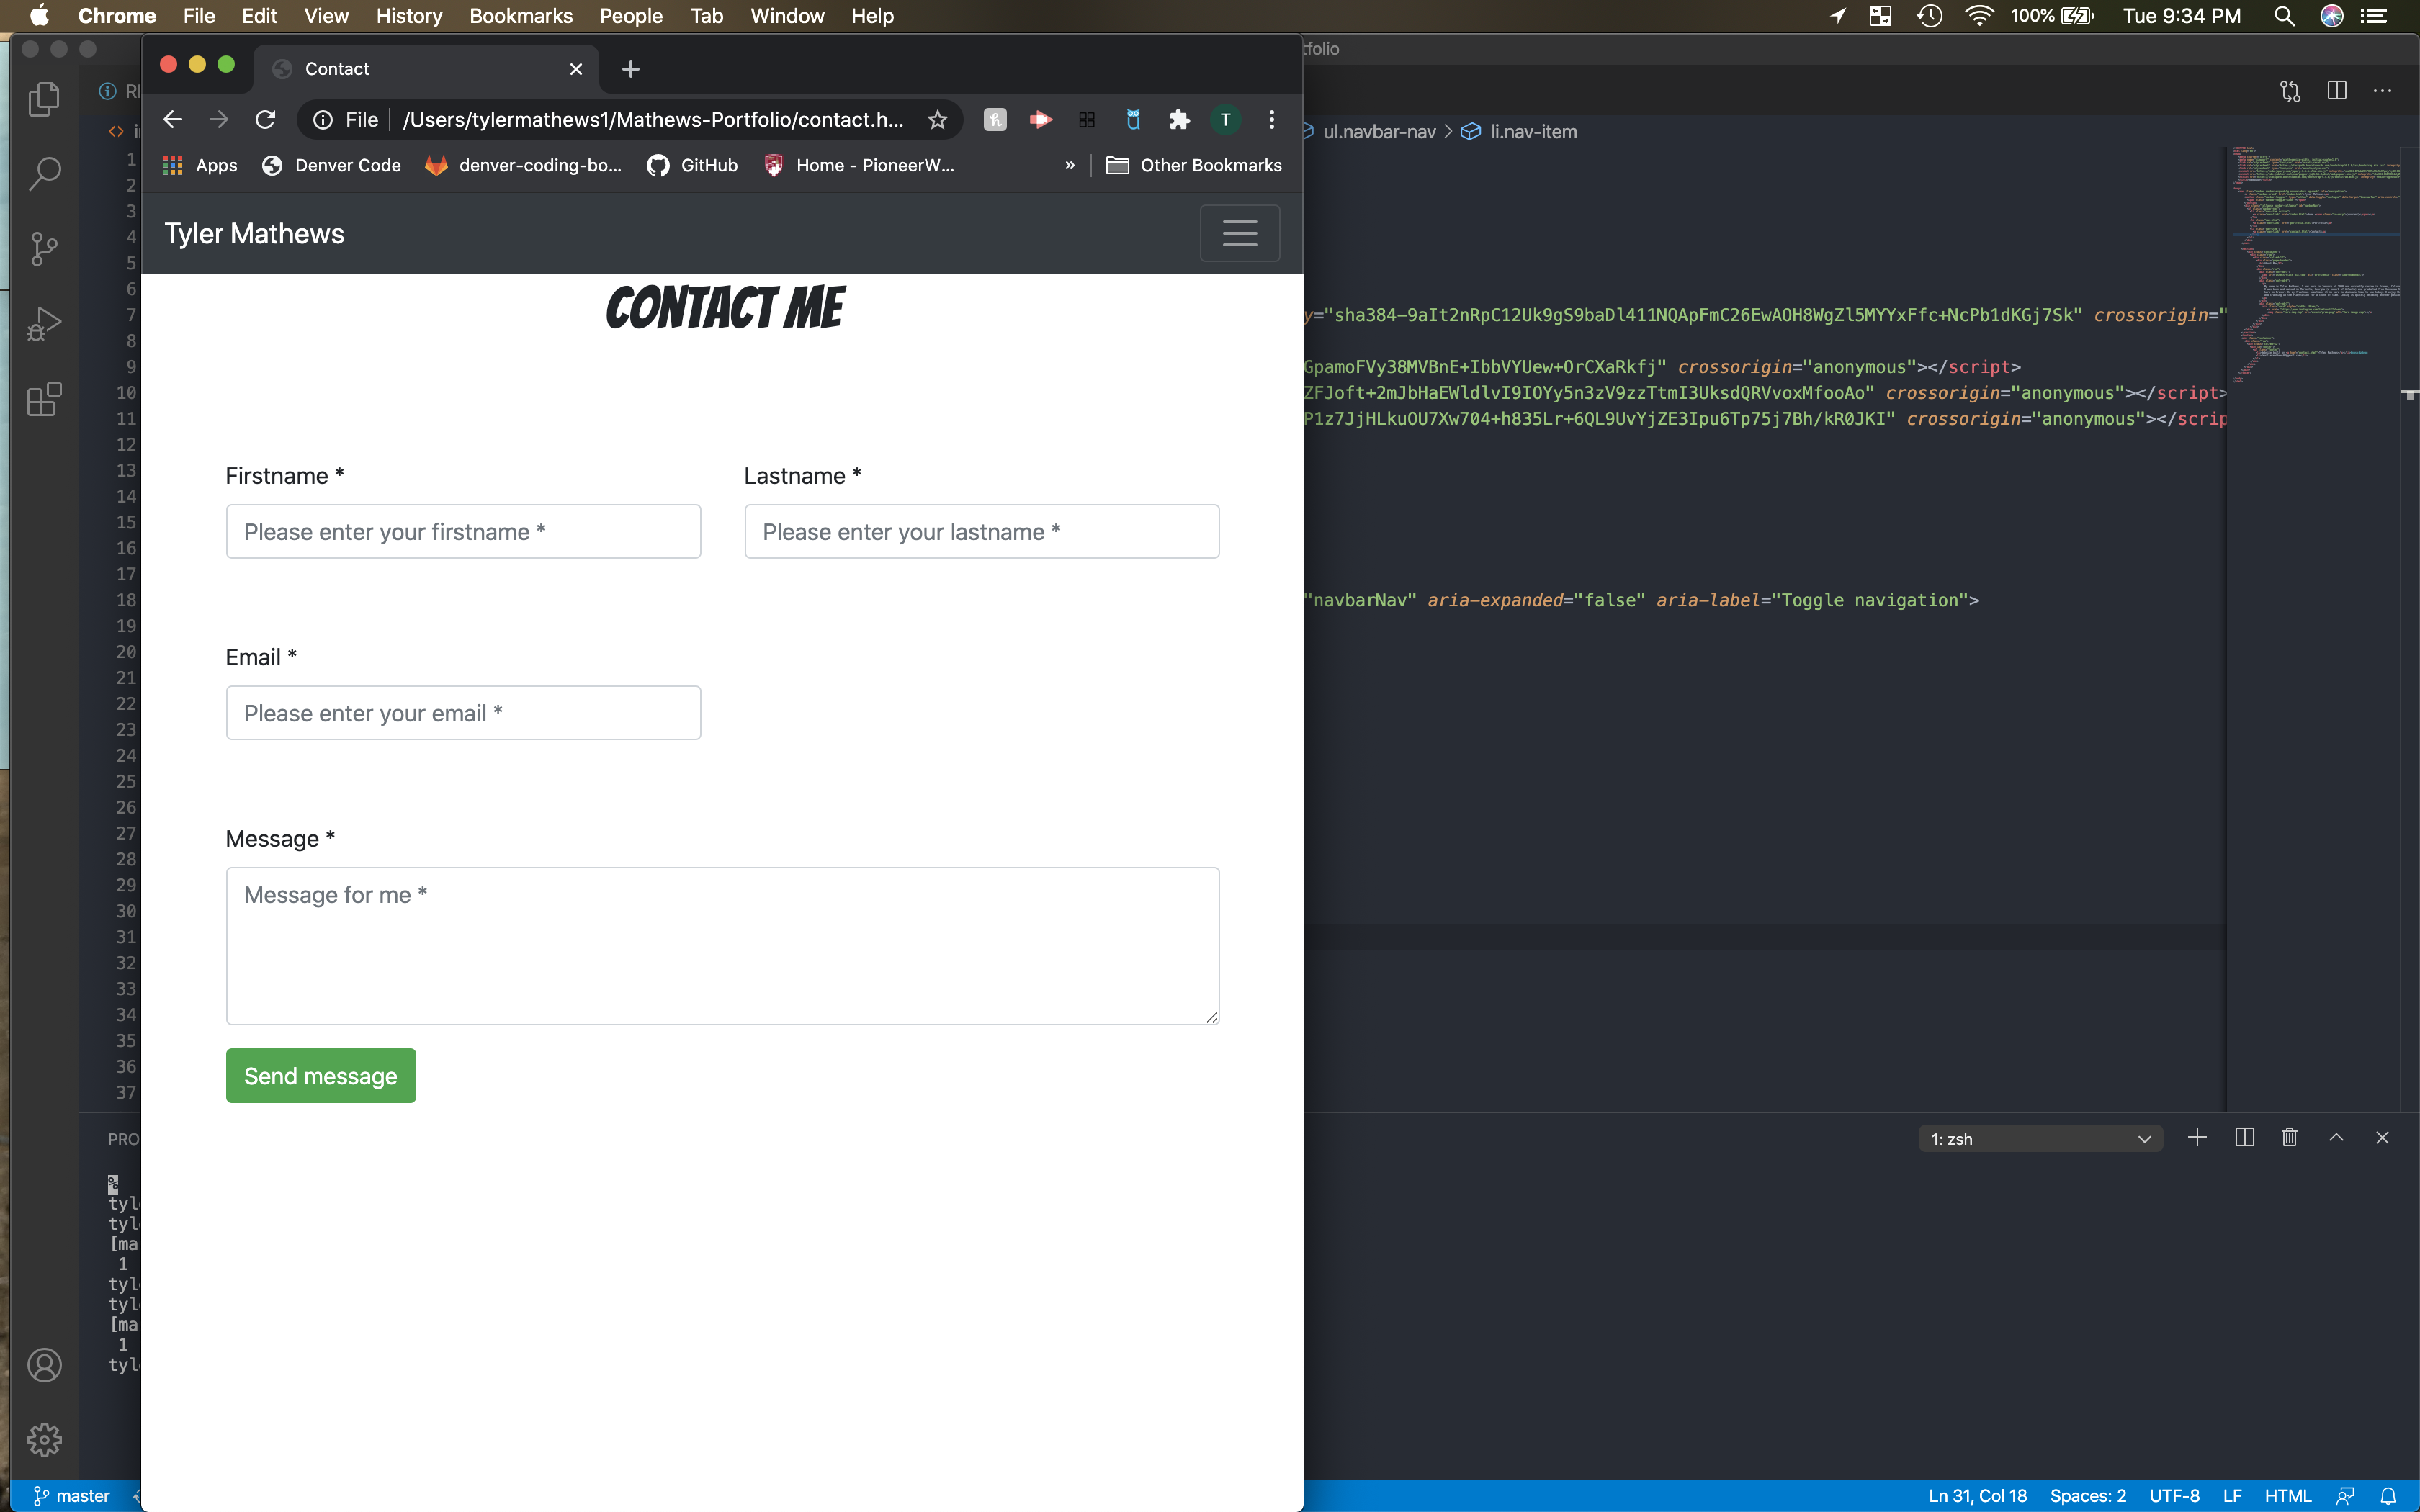 Chrome File Edit View History Bookmarks People Tab Window Help 100% Tue 9:34 PM
Contact
tfolio
File /Users/tylermathews1/Mathews-Portfolio/contact.h...
T
ul.navbar-nav > li.nav-item
Apps Denver Code denver-coding-bo... GitHub Home - PioneerW... » Other Bookmarks
Tyler Mathews
CONTACT ME
Firstname *
Please enter your firstname *
Lastname *
Please enter your lastname *
Email *
Please enter your email *
Message *
Message for me *
Send message
1
2
3
4
5
6
7
8
9
10
11
12
13
14
15
16
17
18
19
20
21
22
23
24
25
26
27
28
29
30
31
32
33
34
35
36
37
y="sha384-9aIt2nRpC12Uk9gS9baDl411NQApFmC26EwAOH8WgZl5MYYxFfc+NcPb1dKGj7Sk" crossorigin="
GpamoFVy38MVBnE+IbbVYUew+OrCXaRkfj" crossorigin="anonymous"></script>
ZFJoft+2mJbHaEWldlvI9IOYy5n3zV9zzTtmI3UksdQRVvoxMfooAo" crossorigin="anonymous"></script>
P1z7JjHLkuOU7Xw704+h835Lr+6QL9UvYjZE3Ipu6Tp75j7Bh/kR0JKI" crossorigin="anonymous"></scrip
"navbarNav" aria-expanded="false" aria-label="Toggle navigation">
PRO
1: zsh
%
tyl
tyl
[ma
1
tyl
tyl
[ma
1
tyl
master
Ln 31, Col 18 Spaces: 2 UTF-8 LF HTML